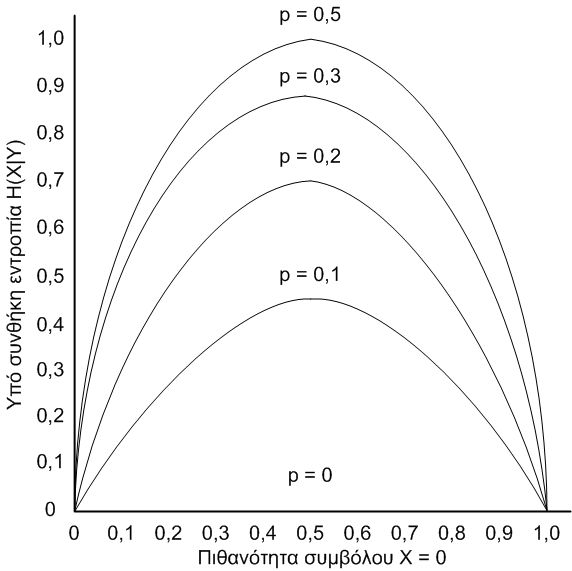 p = 0,5
1,0
0,9
p = 0,3
0,8
p = 0,2
0,7
0,6
0,5
p = 0,1
0,4
0,3
0,2
0,1
p = 0
0
Υπό συνθήκη εντροπία H(X|Y)
0 0,1 0,2 0,3 0,4 0,5 0,6 0,7 0,8 0,9 1,0
Πιθανότητα συμβόλου X = 0